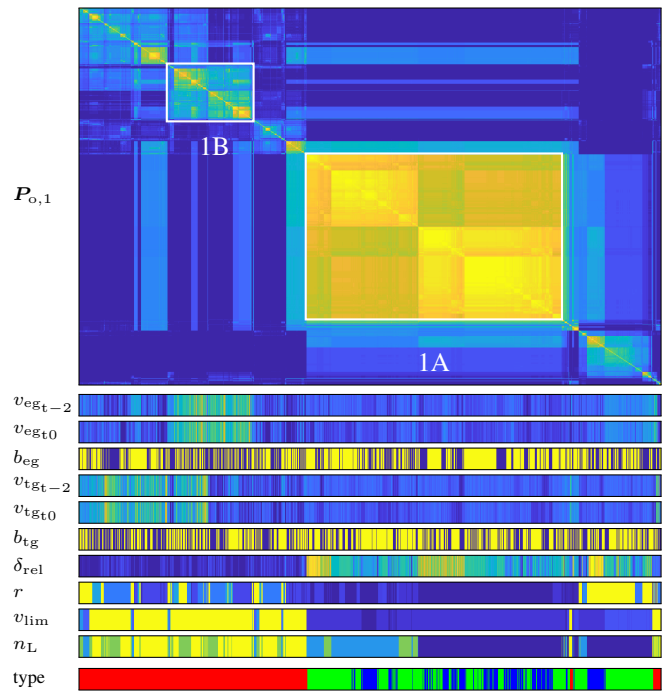 1B
P_{o,1}
1A
v_{eg_{t−2}}
v_{eg_{t0}}
b_{eg}
v_{tg_{t−2}}
v_{tg_{t0}}
b_{tg}
δ_{rel}
r
v_{lim}
n_L
type